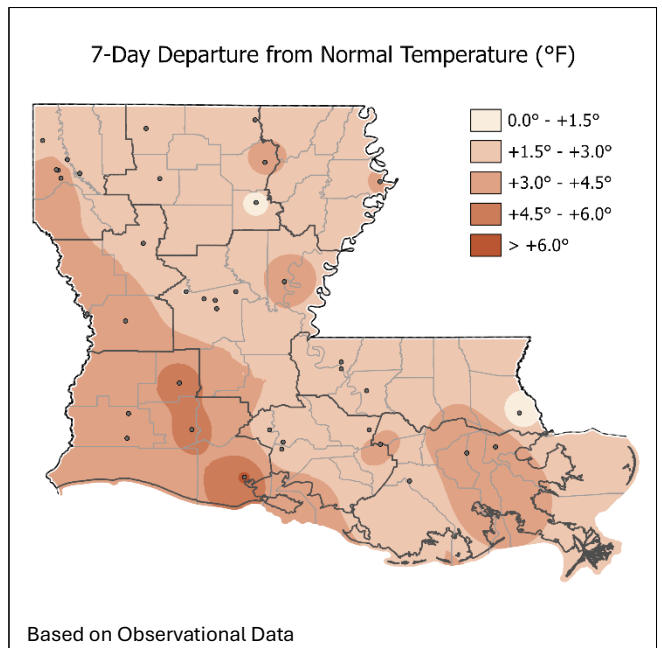 7-Day Departure from Normal Temperature (°F)
0.0° - +1.5°
+1.5° - +3.0°
+3.0° - +4.5°
+4.5° - +6.0°
> +6.0°
Based on Observational Data